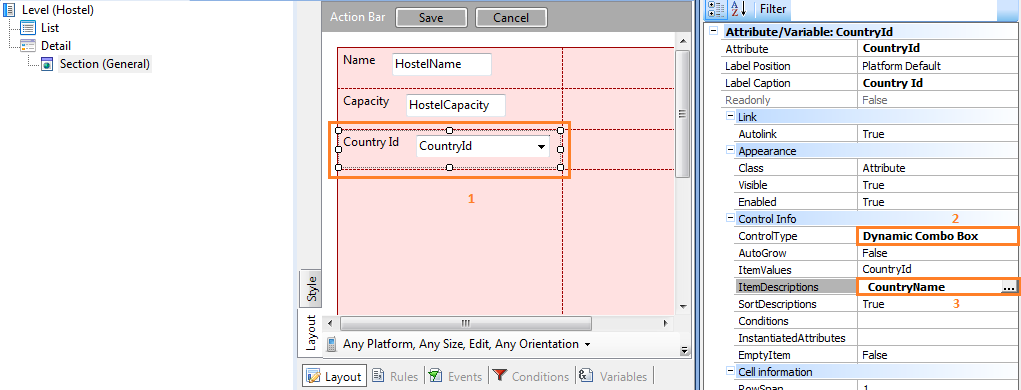 Level (Hostel)
List
Detail
Section (General)
Action Bar Save Cancel
Name HostelName
Capacity HostelCapacity
Country Id CountryId
1
Style
Layout
Any Platform, Any Size, Edit, Any Orientation
Layout Rules Events Conditions Variables
Filter
Attribute/Variable: CountryId
Attribute CountryId
Label Position Platform Default
Label Caption Country Id
Readonly False
Link
Autolink True
Appearance
Class Attribute
Visible True
Enabled True
Control Info 2
ControlType Dynamic Combo Box
AutoGrow False
ItemValues CountryId
ItemDescriptions CountryName ...
SortDescriptions True 3
Conditions
InstantiatedAttributes
EmptyItem False
Cell information
RowSpan 1